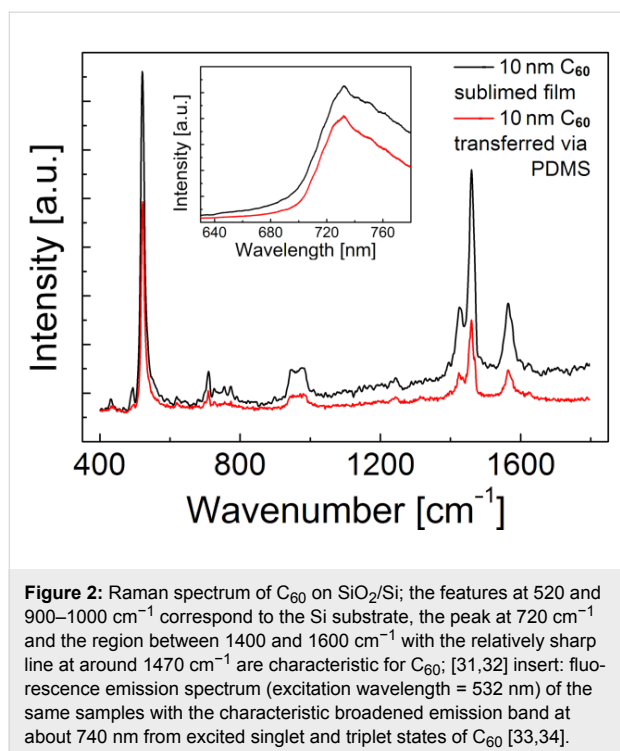 10 nm C₆₀
sublimed film
10 nm C₆₀
transferred via
PDMS
Intensity [a.u.]
Intensity [a.u.]
640 680 720 760
Wavelength [nm]
400 800 1200 1600
Wavenumber [cm⁻¹]
Figure 2: Raman spectrum of C₆₀ on SiO₂/Si; the features at 520 and
900–1000 cm⁻¹ correspond to the Si substrate, the peak at 720 cm⁻¹
and the region between 1400 and 1600 cm⁻¹ with the relatively sharp
line at around 1470 cm⁻¹ are characteristic for C₆₀; [31,32] insert: fluo-
rescence emission spectrum (excitation wavelength = 532 nm) of the
same samples with the characteristic broadened emission band at
about 740 nm from excited singlet and triplet states of C₆₀ [33,34].